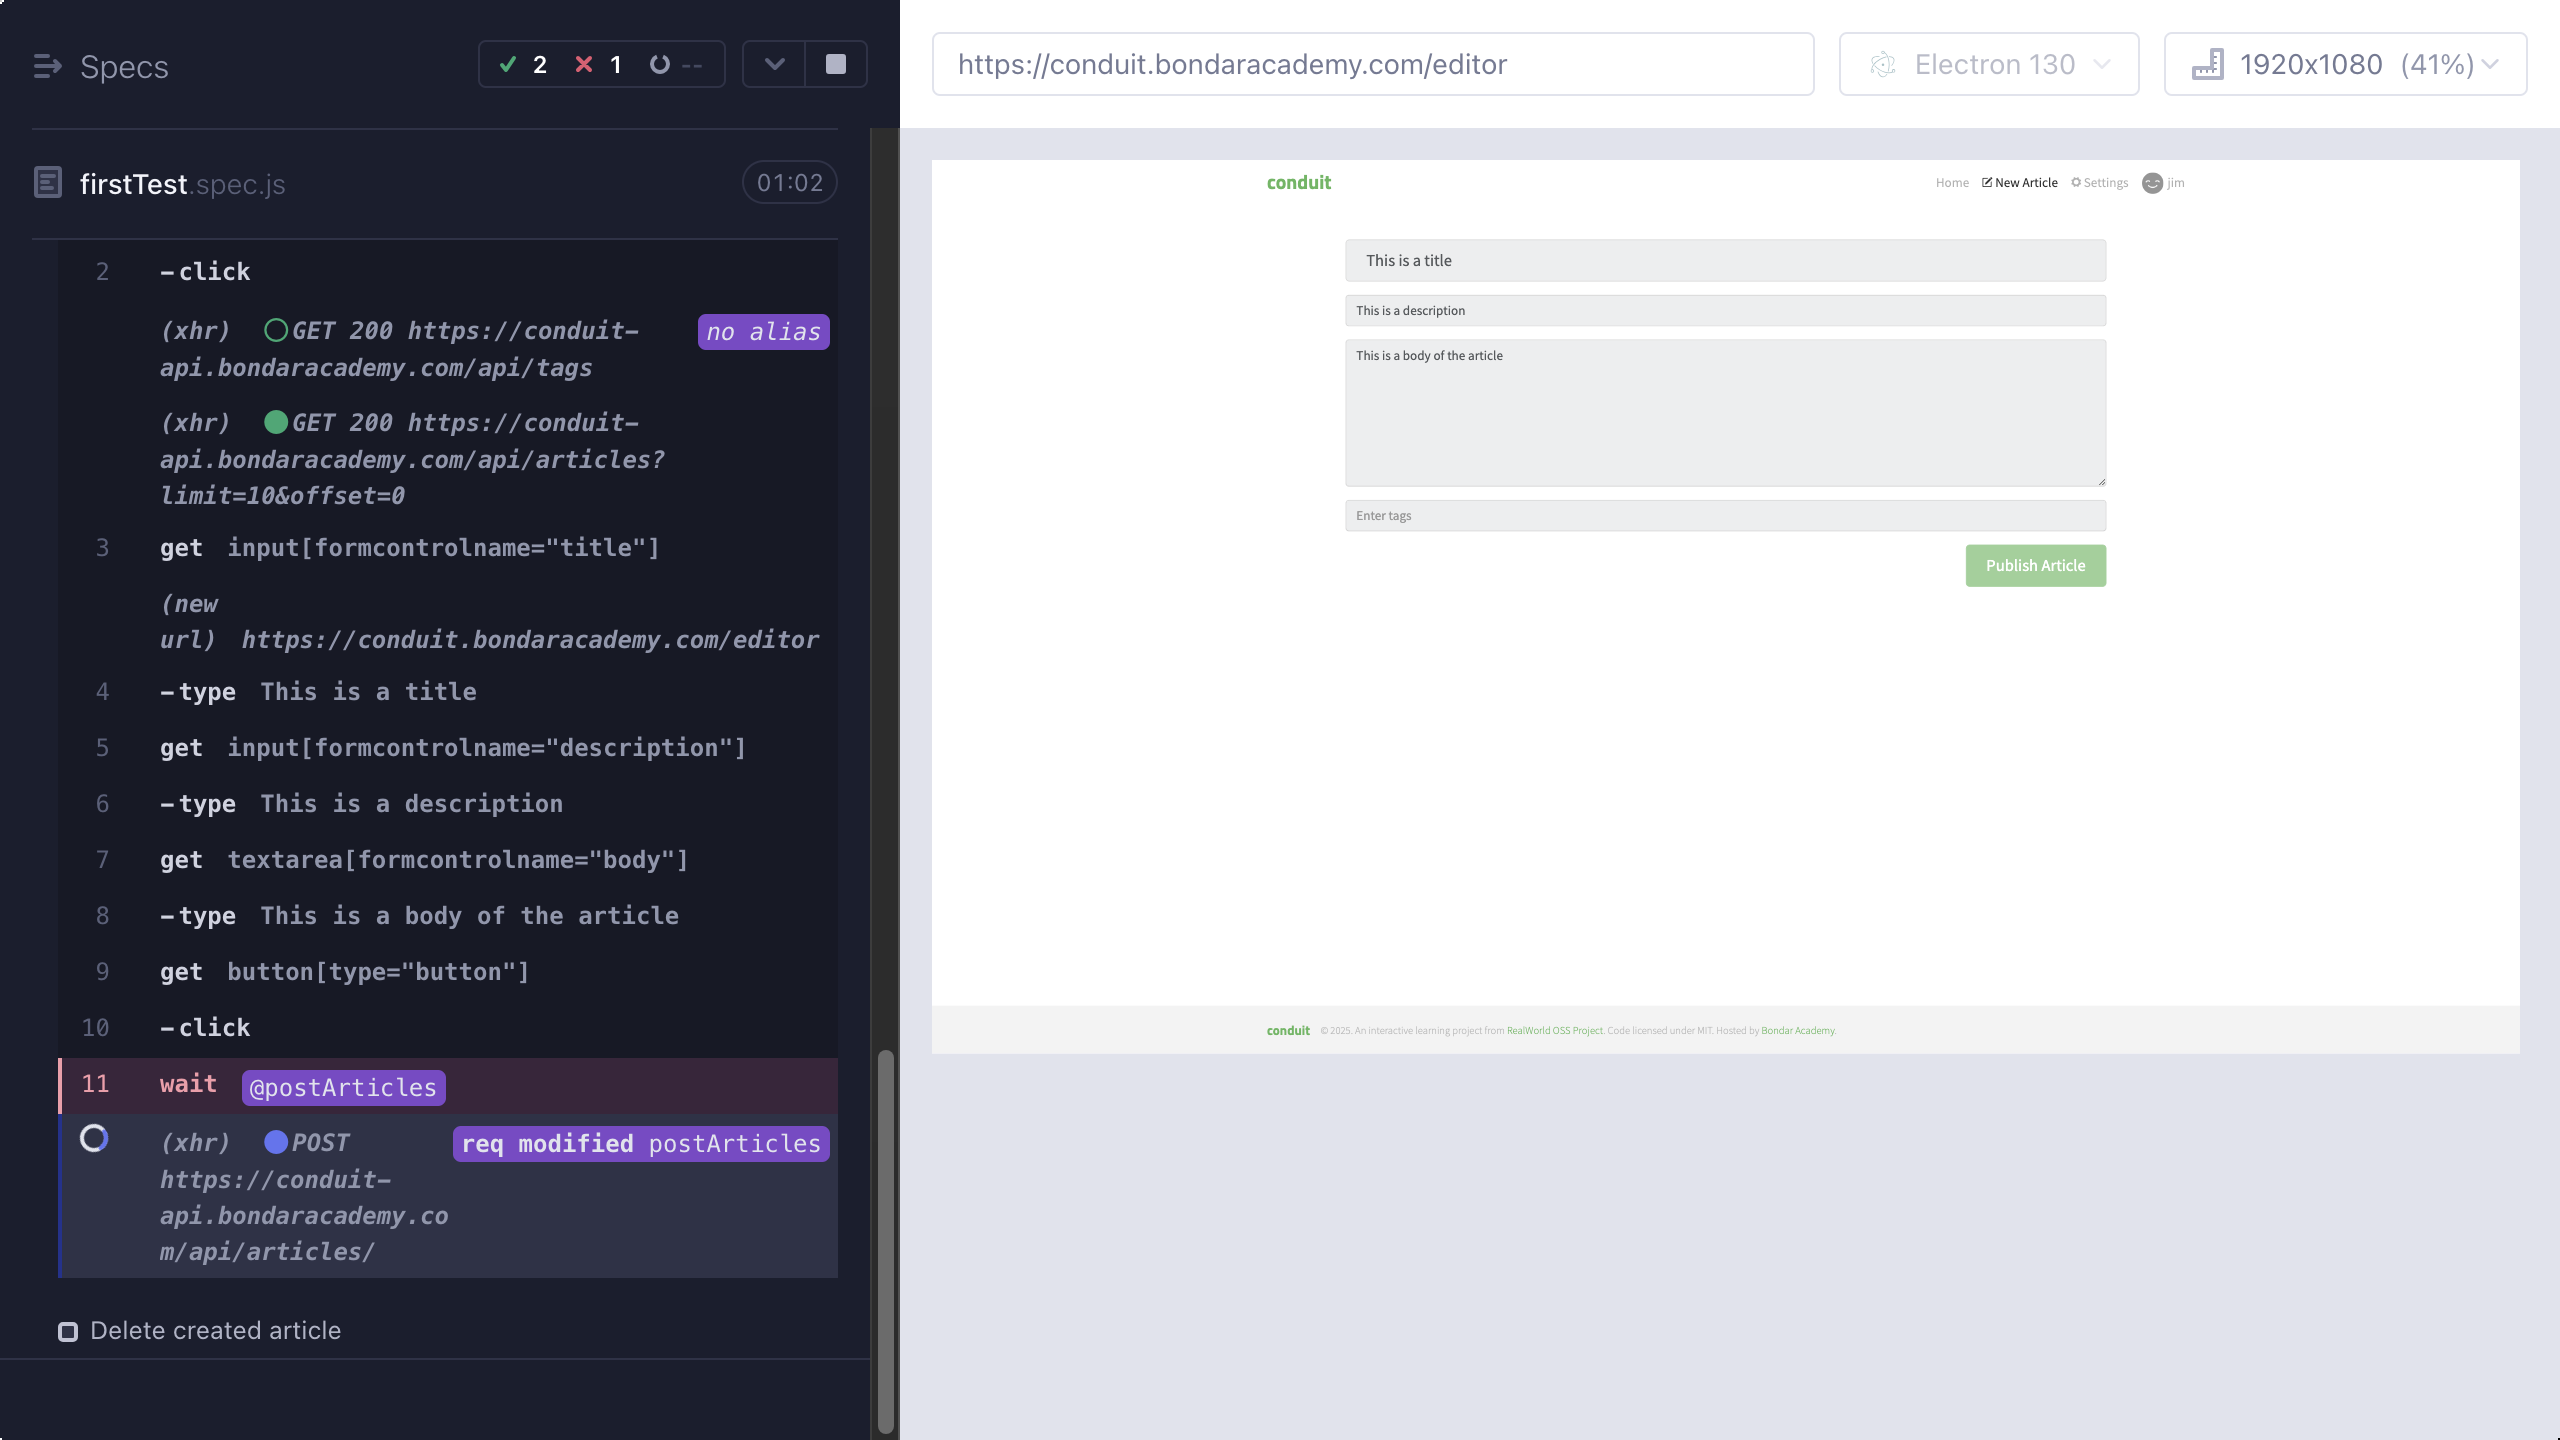 Specs
2 1 --
firstTest.spec.js 01:02
2 -click
(xhr) GET 200 https://conduit- no alias
api.bondaracademy.com/api/tags
(xhr) GET 200 https://conduit-
api.bondaracademy.com/api/articles?
limit=10&offset=0
3 get input[formcontrolname="title"]
(new
url) https://conduit.bondaracademy.com/editor
4 -type This is a title
5 get input[formcontrolname="description"]
6 -type This is a description
7 get textarea[formcontrolname="body"]
8 -type This is a body of the article
9 get button[type="button"]
10 -click
11 wait @postArticles
(xhr) POST req modified postArticles
https://conduit-
api.bondaracademy.co
m/api/articles/
Delete created article
https://conduit.bondaracademy.com/editor
Electron 130
1920x1080 (41%)
conduit
Home New Article Settings jim
This is a title
This is a description
This is a body of the article
Enter tags
Publish Article
conduit © 2025. An interactive learning project from RealWorld OSS Project. Code licensed under MIT. Hosted by Bondar Academy.